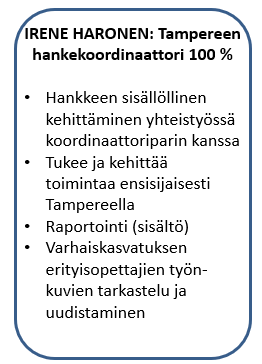 IRENE HARONEN: Tampereen
hankekoordinaattori 100 %
• Hankkeen sisällöllinen
kehittäminen yhteistyössä
koordinaattoriparin kanssa
• Tukee ja kehittää
toimintaa ensisijaisesti
Tampereella
• Raportointi (sisältö)
• Varhaiskasvatuksen
erityisopettajien työn-
kuvien tarkastelu ja
uudistaminen